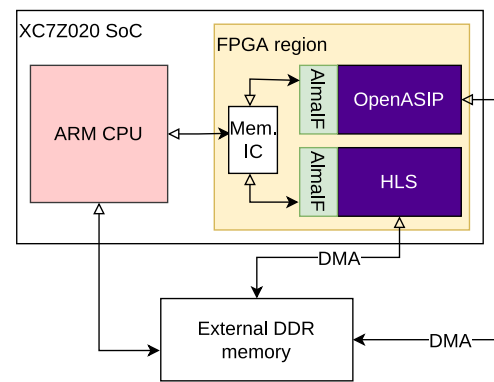 XC7Z020 SoC
FPGA region
ARM CPU
Mem.
IC
AlmaIF
OpenASIP
AlmaIF
HLS
DMA
External DDR
memory
DMA